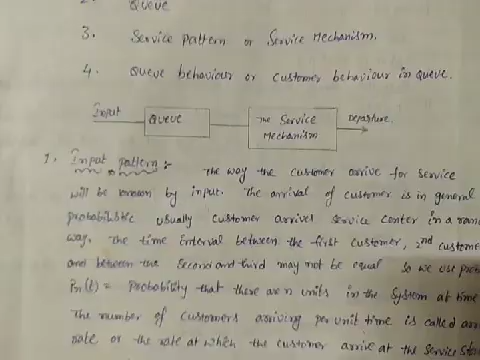 2. Queue
3. Service pattern or Service Mechanism.
4. Queue behaviour or customer behaviour in queue.
Input
Queue
The Service
Mechanism
Departure.
1. Input pattern :-
The way the customer arrive for service
will be known by input. The arrival of customer is in general
probabilistic usually customer arrives service center in a
way. The time Interval between the first customer, 2nd
and between the second and third may not be equal so we use
Pn(t) = probability that there are n units in the system at time
The number of customers arriving per unit time is called
rate or the rate at when the customer arrive at the service